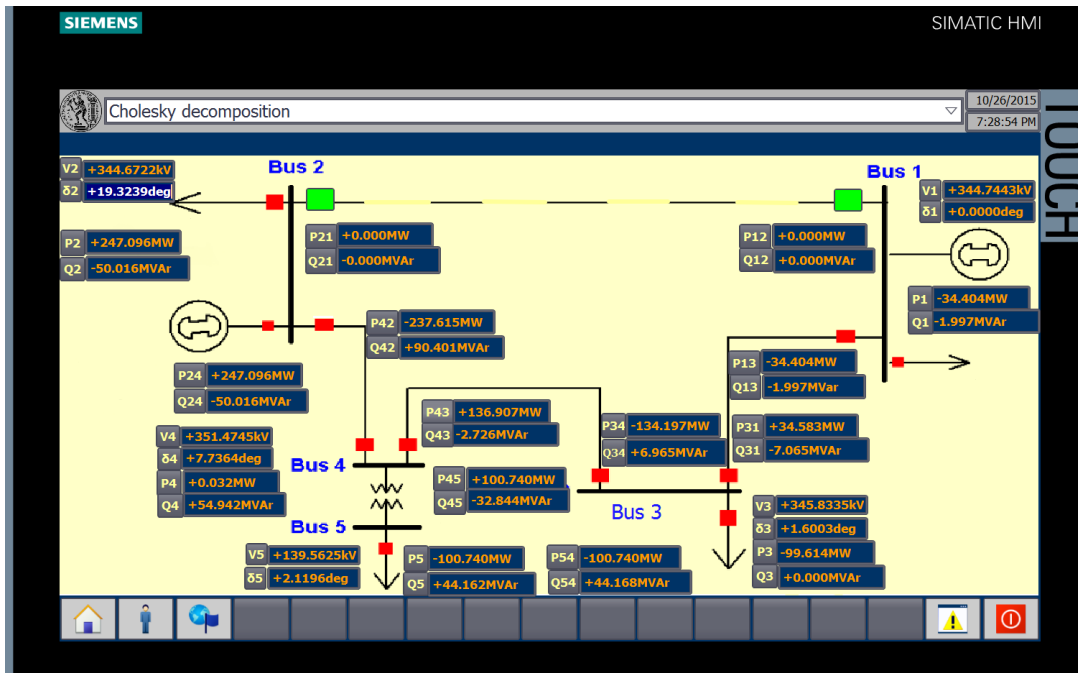 SIEMENS
SIMATIC HMI
TOUCH
Cholesky decomposition
10/26/2015
7:28:54 PM
V2 +344.6722kV
δ2 +19.3239deg
Bus 2
Bus 1
V1 +344.7443kV
δ1 +0.0000deg
P2 +247.096MW
Q2 -50.016MVAr
P21 +0.000MW
Q21 -0.000MVAr
P12 +0.000MW
Q12 +0.000MVAr
P1 -34.404MW
Q1 -1.997MVAr
P42 -237.615MW
Q42 +90.401MVAr
P24 +247.096MW
Q24 -50.016MVAr
P13 -34.404MW
Q13 -1.997MVar
P43 +136.907MW
Q43 -2.726MVAr
P34 -134.197MW
Q34 +6.965MVAr
P31 +34.583MW
Q31 -7.065MVAr
V4 +351.4745kV
δ4 +7.7364deg
P4 +0.032MW
Q4 +54.942MVAr
Bus 4
P45 +100.740MW
Q45 -32.844MVAr
Bus 3
V3 +345.8335kV
δ3 +1.6003deg
P3 -99.614MW
Q3 +0.000MVAr
Bus 5
V5 +139.5625kV
δ5 +2.1196deg
P5 -100.740MW
Q5 +44.162MVAr
P54 -100.740MW
Q54 +44.168MVAr